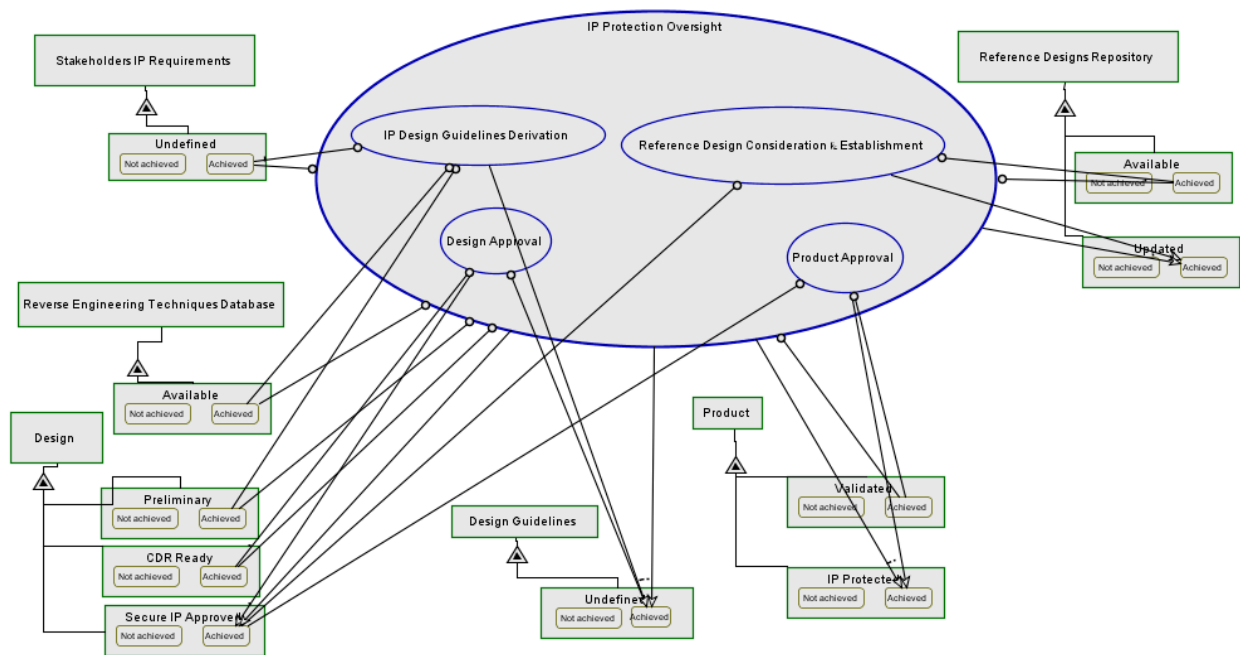 IP Protection Oversight
Stakeholders IP Requirements
Reference Designs Repository
Undefined
Not achieved
Achieved
IP Design Guidelines Derivation
Reference Design Consideration & Establishment
Available
Not achieved
Achieved
Design Approval
Product Approval
Updated
Not achieved
Achieved
Reverse Engineering Techniques Database
Available
Not achieved
Achieved
Design
Product
Preliminary
Not achieved
Achieved
Validated
Not achieved
Achieved
Design Guidelines
CDR Ready
Not achieved
Achieved
IP Protected
Not achieved
Achieved
Undefined
Not achieved
Achieved
Secure IP Approved
Not achieved
Achieved